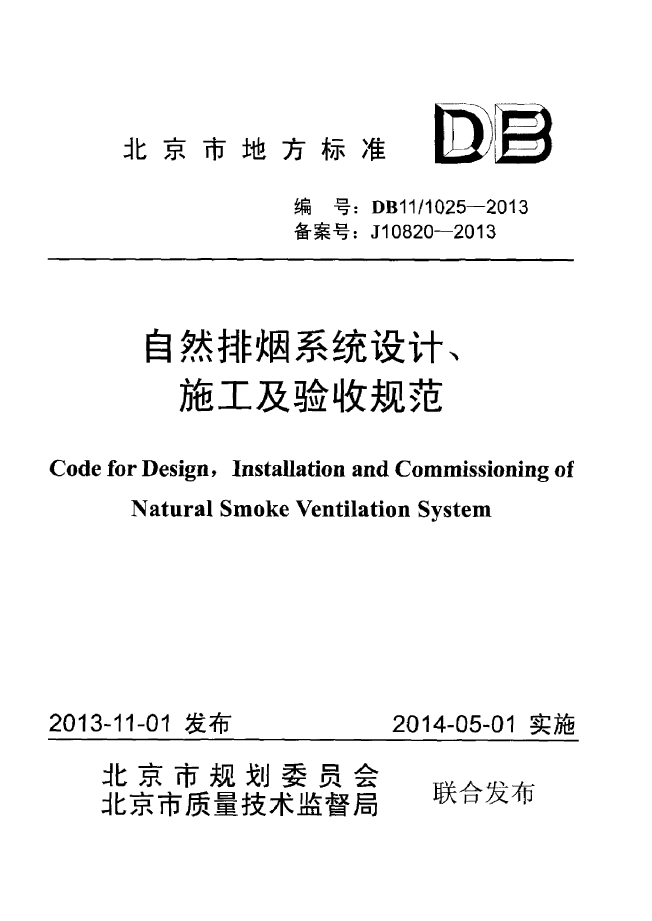 北京市地方标准 DB
编 号：DB11/1025—2013
备案号：J10820—2013
自然排烟系统设计、
施工及验收规范
Code for Design，Installation and Commissioning of
Natural Smoke Ventilation System
2013-11-01 发布 2014-05-01 实施
北京市规划委员会
北京市质量技术监督局
联合发布